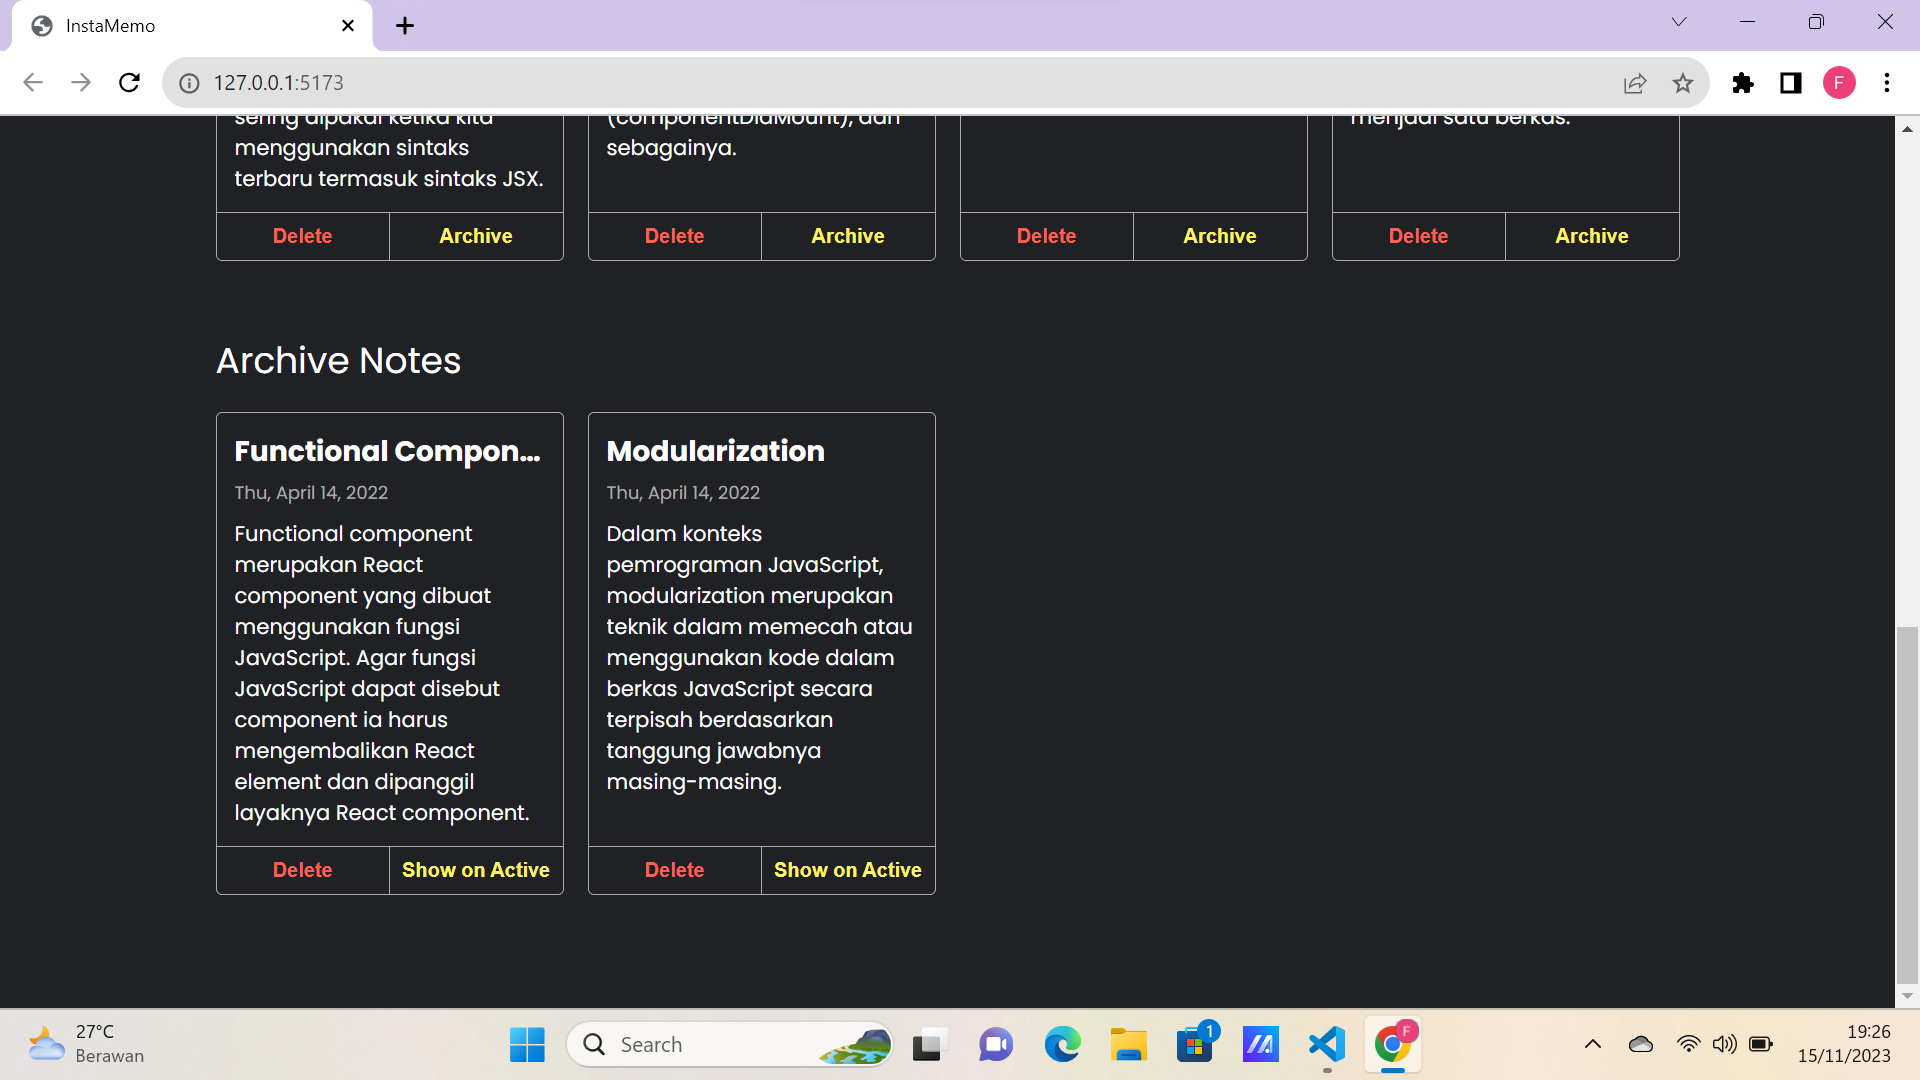 InstaMemo
127.0.0.1:5173
F
sering dipakai ketika kita
menggunakan sintaks
terbaru termasuk sintaks JSX.
Delete
Archive
(componentDidMount), dan
sebagainya.
Delete
Archive
Delete
Archive
menjadi satu berkas.
Delete
Archive
Archive Notes
Functional Compon...
Thu, April 14, 2022
Functional component
merupakan React
component yang dibuat
menggunakan fungsi
JavaScript. Agar fungsi
JavaScript dapat disebut
component ia harus
mengembalikan React
element dan dipanggil
layaknya React component.
Delete
Show on Active
Modularization
Thu, April 14, 2022
Dalam konteks
pemrograman JavaScript,
modularization merupakan
teknik dalam memecah atau
menggunakan kode dalam
berkas JavaScript secara
terpisah berdasarkan
tanggung jawabnya
masing-masing.
Delete
Show on Active
27°C
Berawan
Search
1
F
19:26
15/11/2023